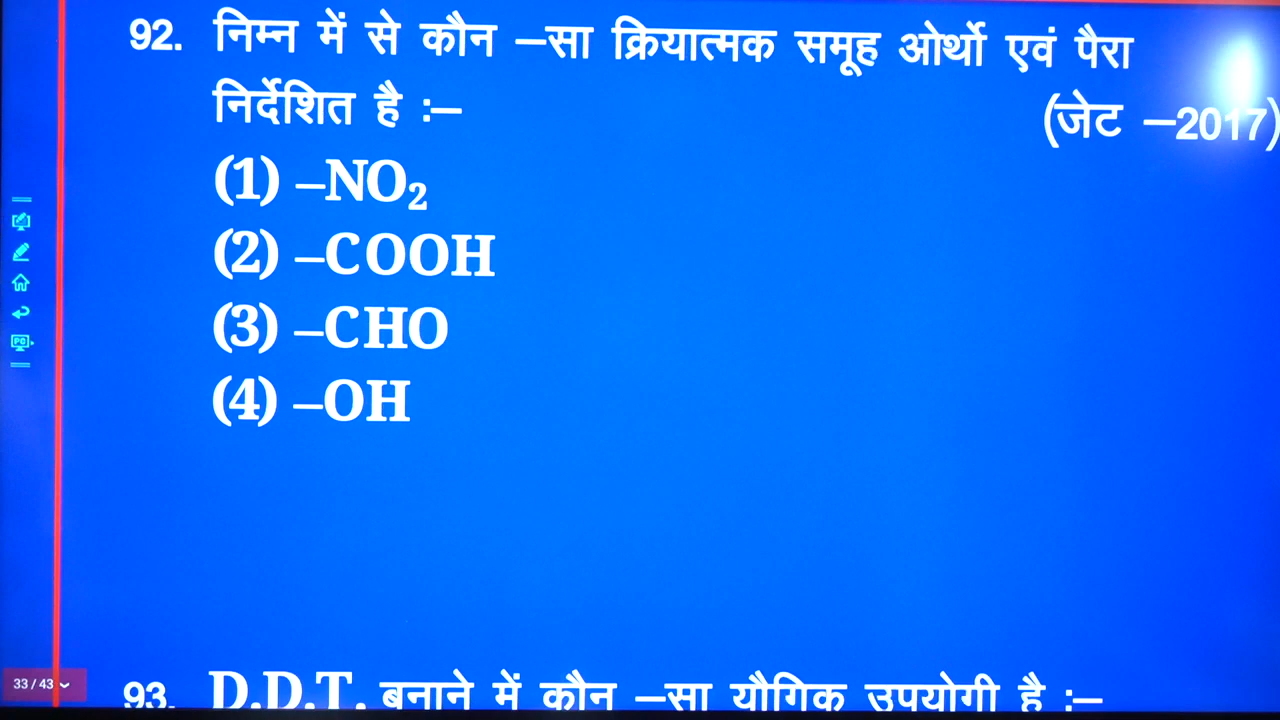 92. निम्न में से कौन –सा क्रियात्मक समूह ओर्थो एवं पैरा
निर्देशित है :–
(जेट –2017)
(1) –NO₂
(2) –COOH
(3) –CHO
(4) –OH
PC
33 / 43
93. D.D.T. बनाने में कौन –सा यौगिक उपयोगी है :–